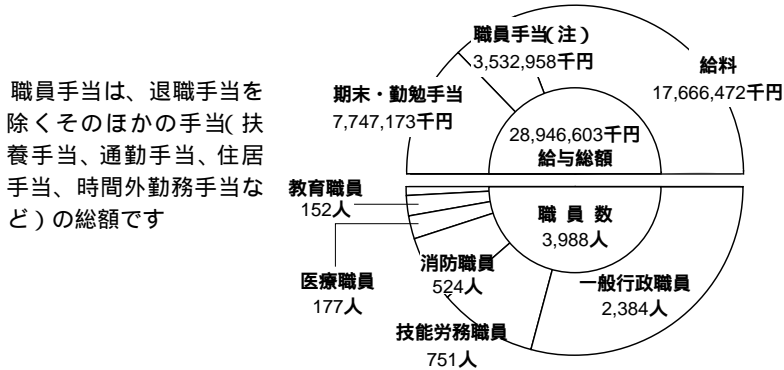 職員手当は、退職手当を
除くそのほかの手当(扶
養手当、通勤手当、住居
手当、時間外勤務手当な
ど)の総額です
職員手当(注)
3,532,958千円
給料
17,666,472千円
期末・勤勉手当
7,747,173千円
28,946,603千円
給与総額
教育職員
152人
職員数
3,988人
医療職員
177人
消防職員
524人
一般行政職員
2,384人
技能労務職員
751人